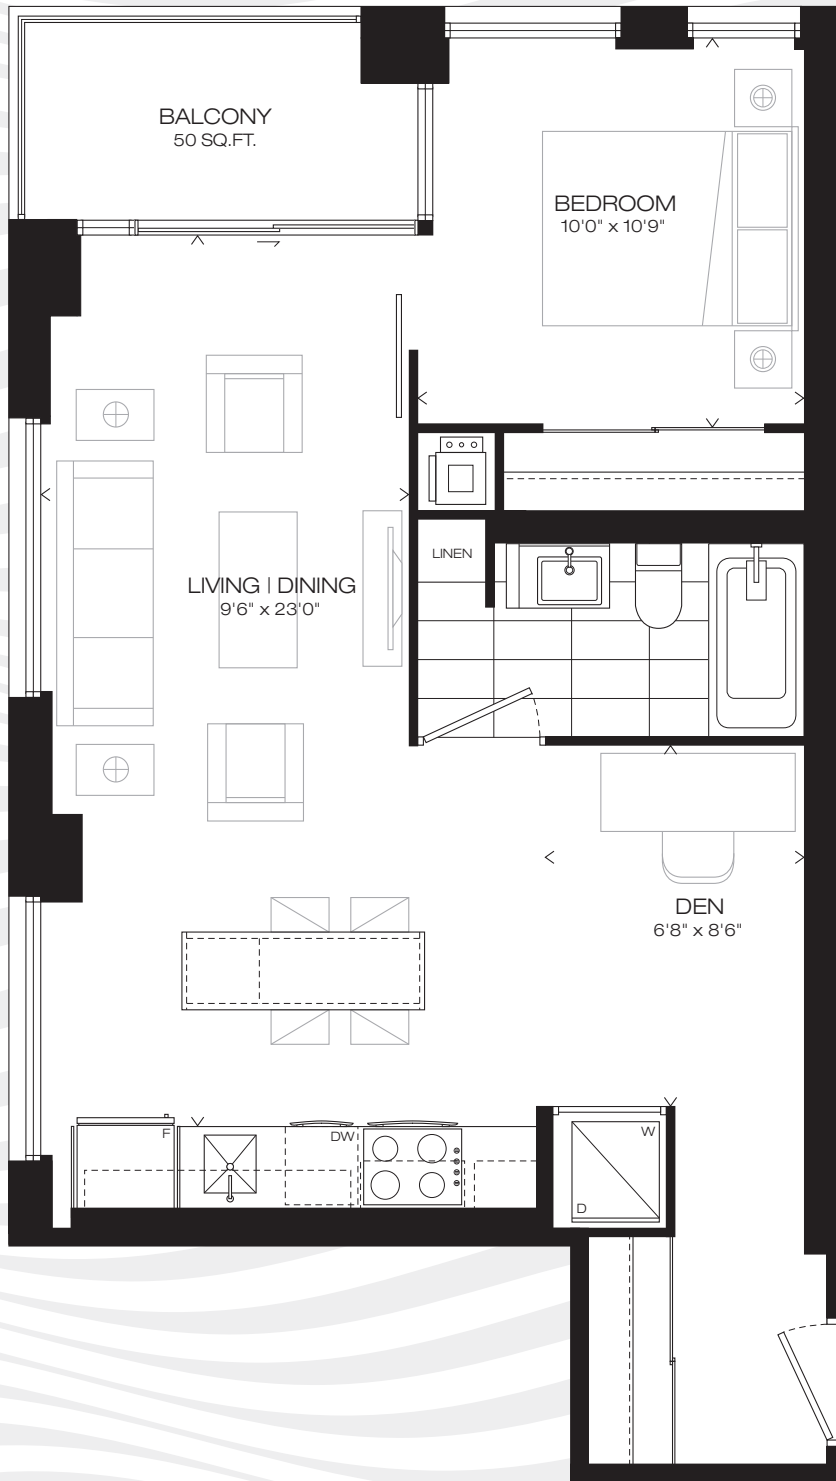 BALCONY
50 SQ.FT.
BEDROOM
10'0" x 10'9"
LINEN
LIVING | DINING
9'6" x 23'0"
DEN
6'8" x 8'6"
F
DW
W
D